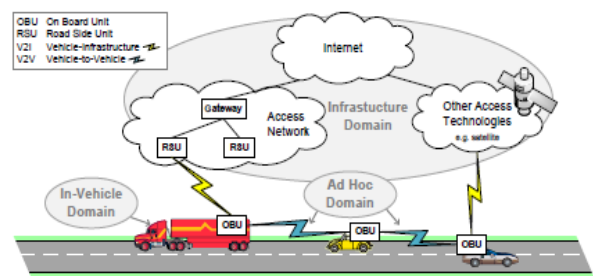 OBU On Board Unit
RSU Road Side Unit
V2I Vehicle-Infrastructure
V2V Vehicle-to-Vehicle
Internet
Gateway
Access
Network
RSU
RSU
Infrastucture
Domain
Other Access
Technologies
e.g. satellite
In-Vehicle
Domain
Ad Hoc
Domain
OBU
OBU
OBU